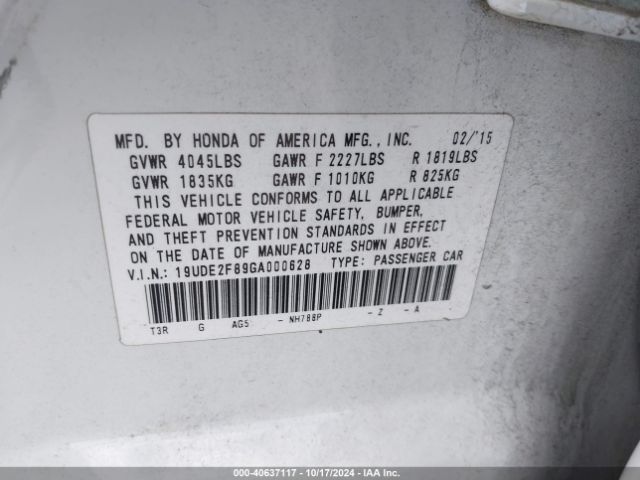 MFD. BY HONDA OF AMERICA MFG., INC. 02/'15
GVWR 4045LBS GAWR F 2227LBS R 1819LBS
GVWR 1835KG GAWR F 1010KG R 825KG
THIS VEHICLE CONFORMS TO ALL APPLICABLE
FEDERAL MOTOR VEHICLE SAFETY, BUMPER,
AND THEFT PREVENTION STANDARDS IN EFFECT
ON THE DATE OF MANUFACTURE SHOWN ABOVE.
V.I.N.: 19UDE2F89GA000628 TYPE: PASSENGER CAR
T3R G AG5 - NH788P - Z - A
000-40637117 - 10/17/2024 - IAA Inc.